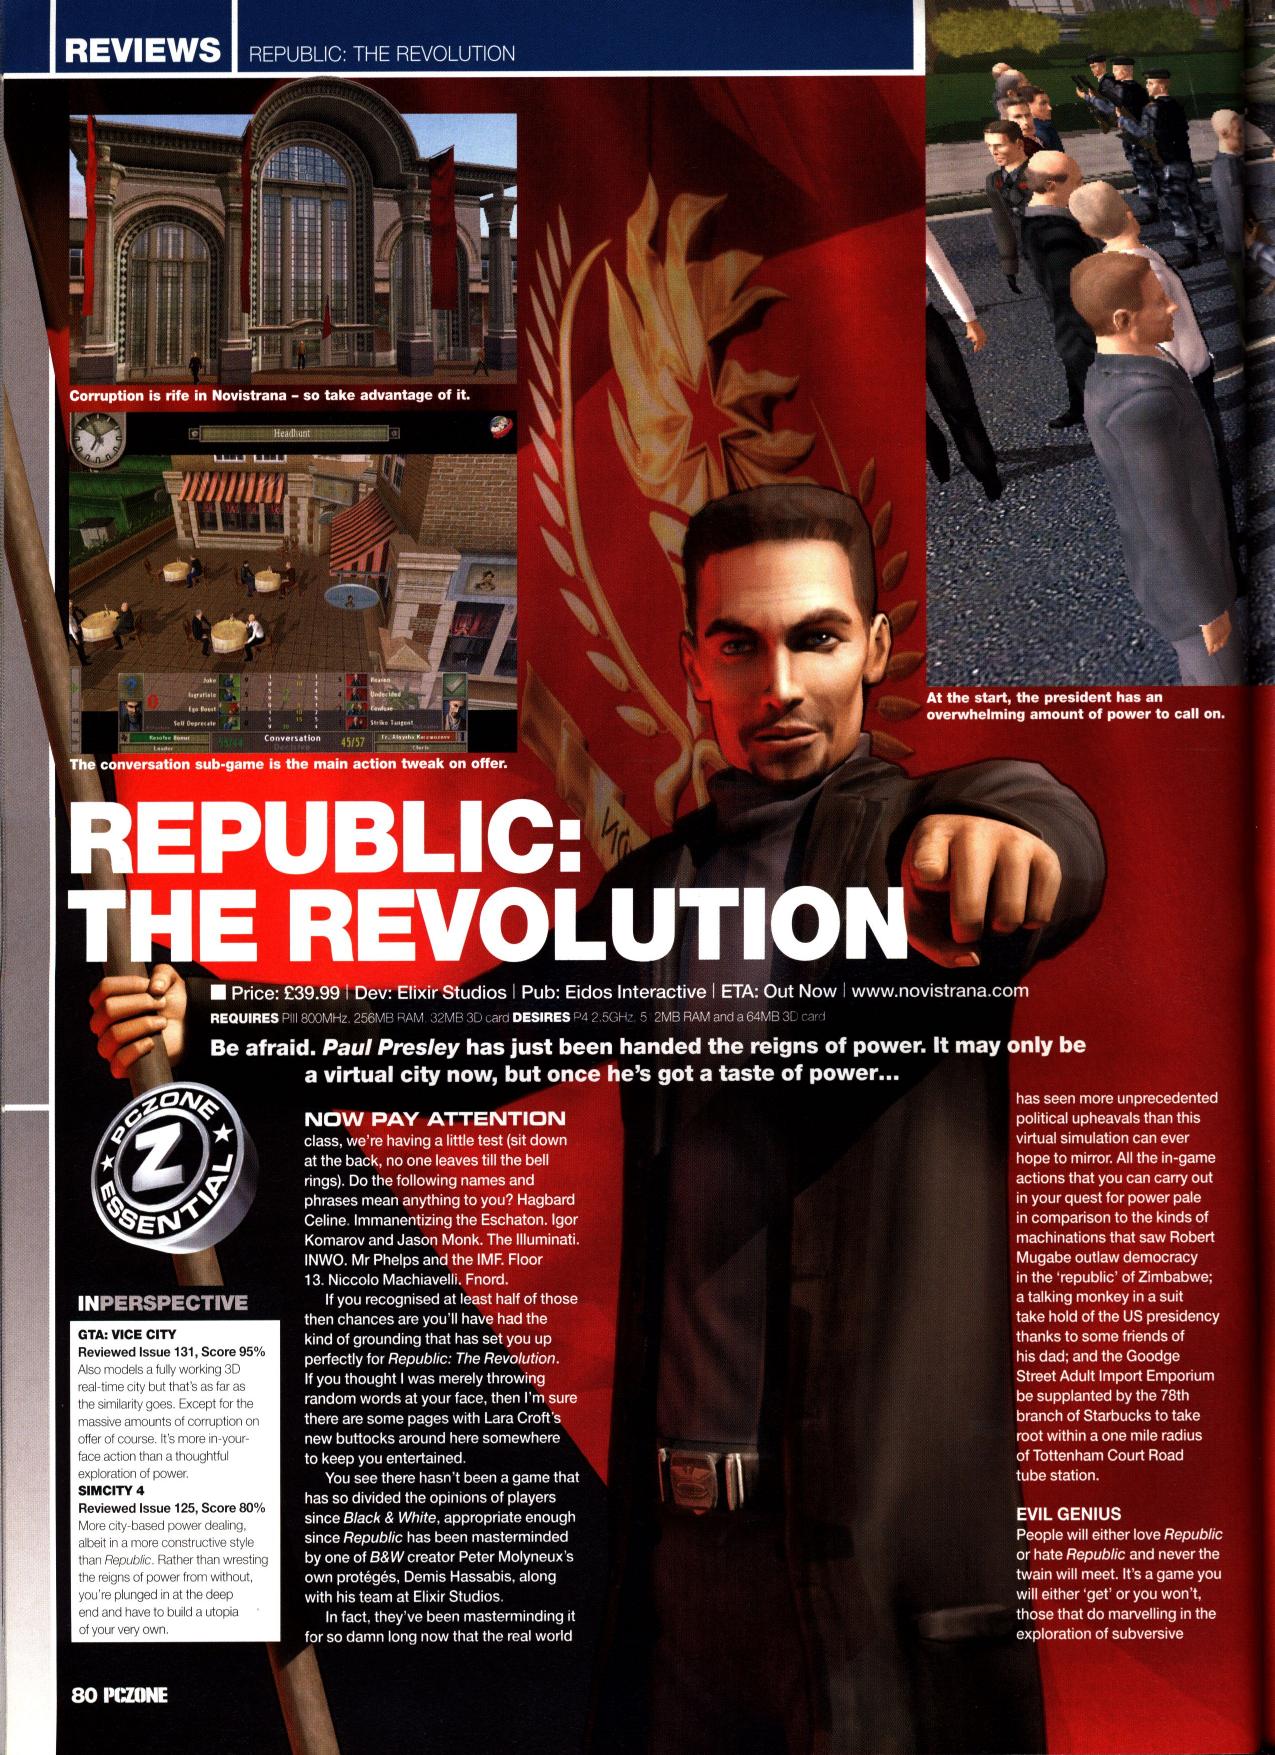 REVIEWS
REPUBLIC: THE REVOLUTION
Corruption is rife in Novistrana – so take advantage of it.
Headhunt
Joke
Ingratiate
Ego Boost
Self Deprecate
Reason
Undecided
Confuse
Strike Tangent
Resolve Bonus
Leader
Conversation
45/57
Fr. Aloysha Karamazovs
Cleric
The conversation sub-game is the main action tweak on offer.
At the start, the president has an
overwhelming amount of power to call on.
REPUBLIC:
THE REVOLUTION
Price: £39.99 | Dev: Elixir Studios | Pub: Eidos Interactive | ETA: Out Now | www.novistrana.com
REQUIRES PIII 800MHz, 256MB RAM, 32MB 3D card DESIRES P4 2.5GHz, 512MB RAM and a 64MB 3D card
Be afraid. Paul Presley has just been handed the reigns of power. It may only be
a virtual city now, but once he's got a taste of power...
PCZONE
Z
ESSENTIAL
INPERSPECTIVE
GTA: VICE CITY
Reviewed Issue 131, Score 95%
Also models a fully working 3D
real-time city but that's as far as
the similarity goes. Except for the
massive amounts of corruption on
offer of course. It's more in-your-
face action than a thoughtful
exploration of power.
SIMCITY 4
Reviewed Issue 125, Score 80%
More city-based power dealing,
albeit in a more constructive style
than Republic. Rather than wresting
the reigns of power from without,
you're plunged in at the deep
end and have to build a utopia
of your very own.
NOW PAY ATTENTION
class, we're having a little test (sit down
at the back, no one leaves till the bell
rings). Do the following names and
phrases mean anything to you? Hagbard
Celine. Immanentizing the Eschaton. Igor
Komarov and Jason Monk. The Illuminati.
INWO. Mr Phelps and the IMF. Floor
13. Niccolo Machiavelli. Fnord.
If you recognised at least half of those
then chances are you'll have had the
kind of grounding that has set you up
perfectly for Republic: The Revolution.
If you thought I was merely throwing
random words at your face, then I'm sure
there are some pages with Lara Croft's
new buttocks around here somewhere
to keep you entertained.
You see there hasn't been a game that
has so divided the opinions of players
since Black & White, appropriate enough
since Republic has been masterminded
by one of B&W creator Peter Molyneux's
own protégés, Demis Hassabis, along
with his team at Elixir Studios.
In fact, they've been masterminding it
for so damn long now that the real world
has seen more unprecedented
political upheavals than this
virtual simulation can ever
hope to mirror. All the in-game
actions that you can carry out
in your quest for power pale
in comparison to the kinds of
machinations that saw Robert
Mugabe outlaw democracy
in the 'republic' of Zimbabwe;
a talking monkey in a suit
take hold of the US presidency
thanks to some friends of
his dad; and the Goodge
Street Adult Import Emporium
be supplanted by the 78th
branch of Starbucks to take
root within a one mile radius
of Tottenham Court Road
tube station.
EVIL GENIUS
People will either love Republic
or hate Republic and never the
twain will meet. It's a game you
will either 'get' or you won't,
those that do marvelling in the
exploration of subversive
80 PCZONE